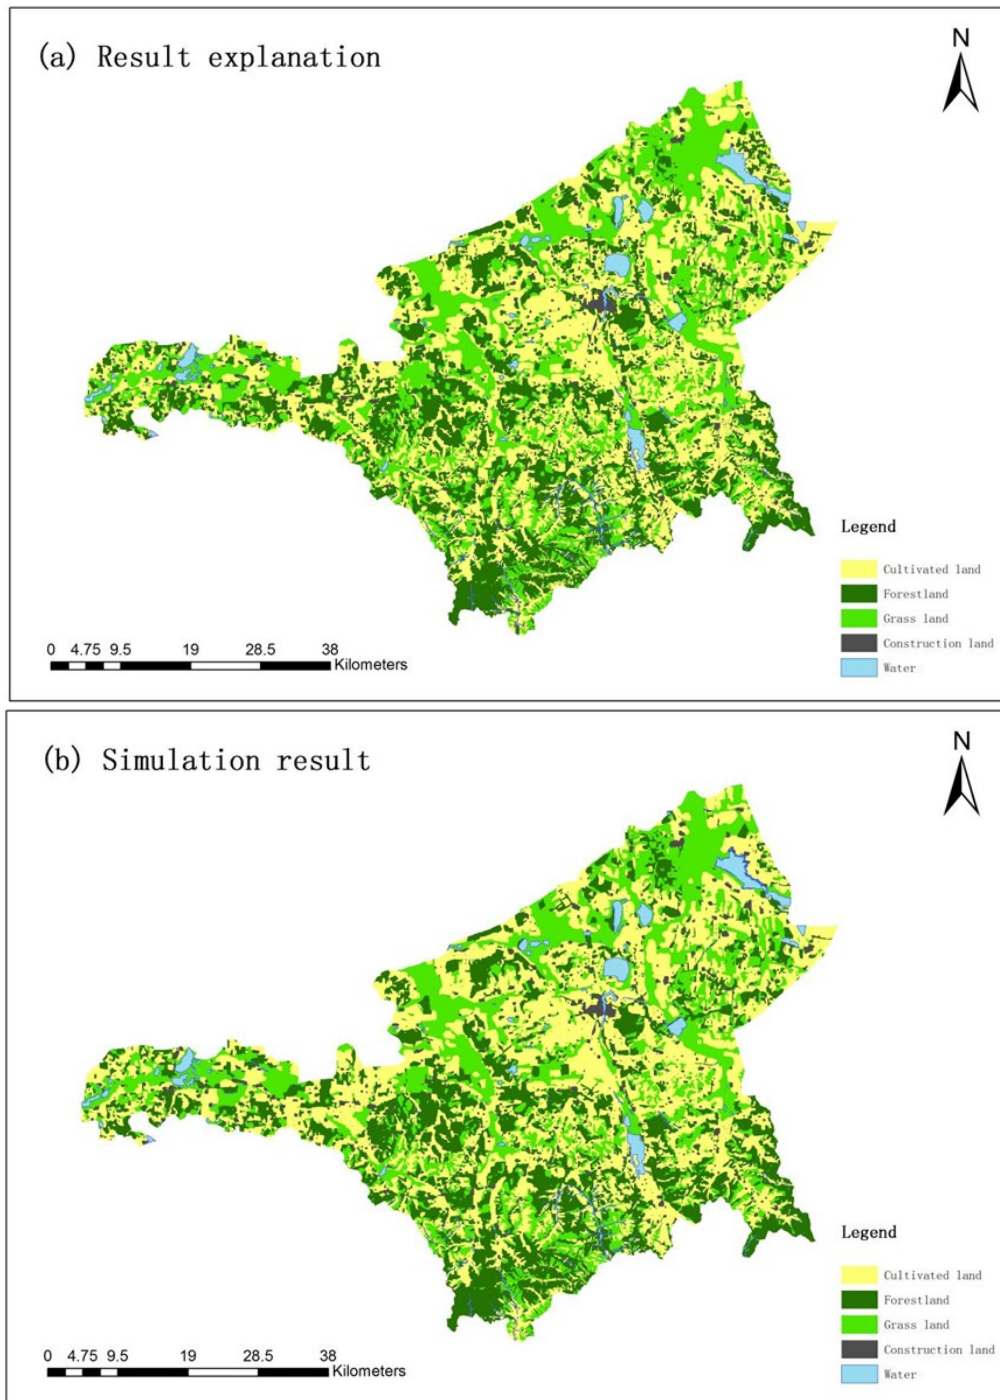 (a) Result explanation
N
Legend
Cultivated land
Forestland
Grass land
Construction land
Water
0 4.75 9.5 19 28.5 38
Kilometers
(b) Simulation result
N
Legend
Cultivated land
Forestland
Grass land
Construction land
Water
0 4.75 9.5 19 28.5 38
Kilometers